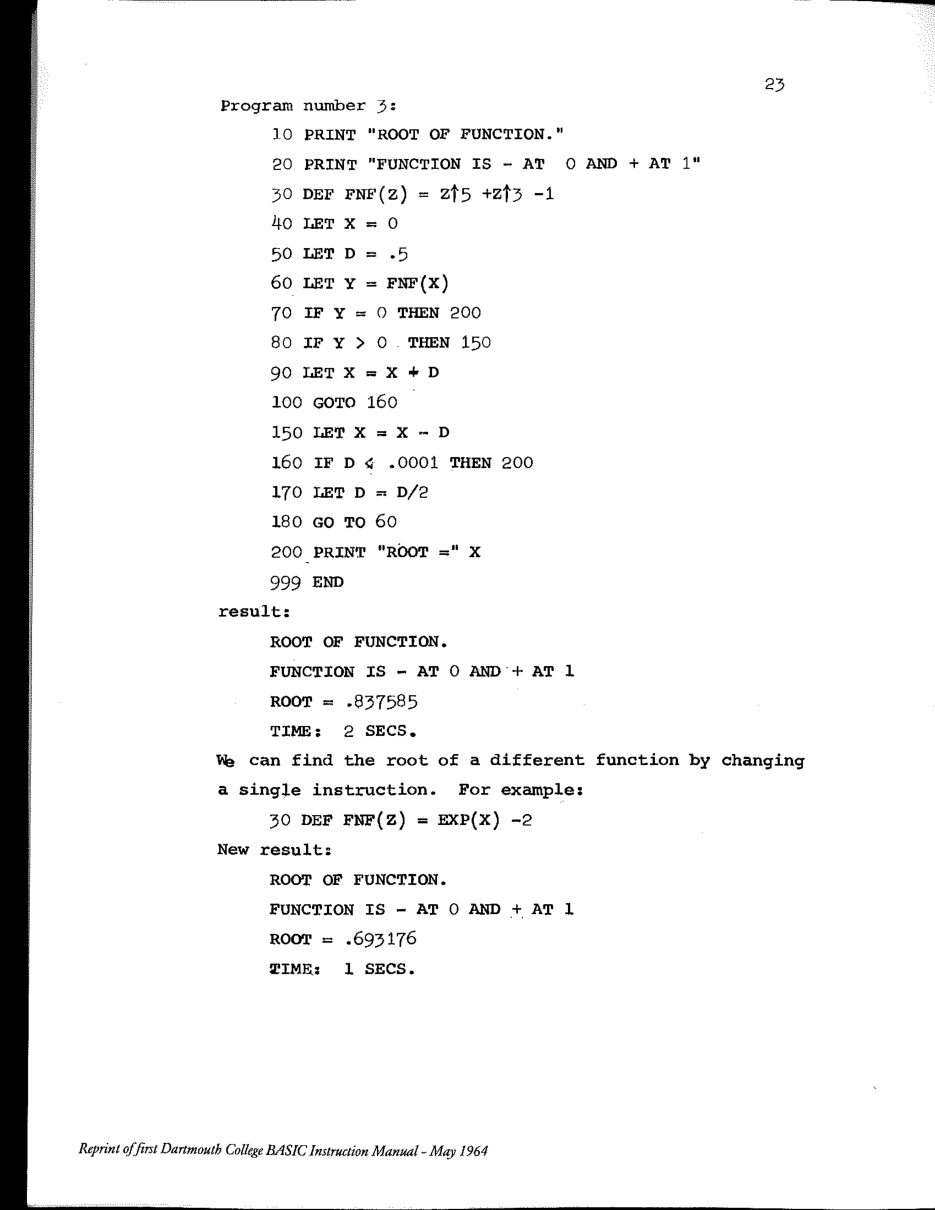 23
Program number 3:
10 PRINT "ROOT OF FUNCTION."
20 PRINT "FUNCTION IS - AT 0 AND + AT 1"
30 DEF FNF(Z) = Z↑5 +Z↑3 -1
40 LET X = 0
50 LET D = .5
60 LET Y = FNF(X)
70 IF Y = 0 THEN 200
80 IF Y > 0 THEN 150
90 LET X = X + D
100 GOTO 160
150 LET X = X - D
160 IF D < .0001 THEN 200
170 LET D = D/2
180 GO TO 60
200 PRINT "ROOT =" X
999 END
result:
ROOT OF FUNCTION.
FUNCTION IS - AT 0 AND + AT 1
ROOT = .837585
TIME: 2 SECS.
We can find the root of a different function by changing
a single instruction. For example:
30 DEF FNF(Z) = EXP(X) -2
New result:
ROOT OF FUNCTION.
FUNCTION IS - AT 0 AND + AT 1
ROOT = .693176
TIME: 1 SECS.
Reprint of first Dartmouth College BASIC Instruction Manual - May 1964